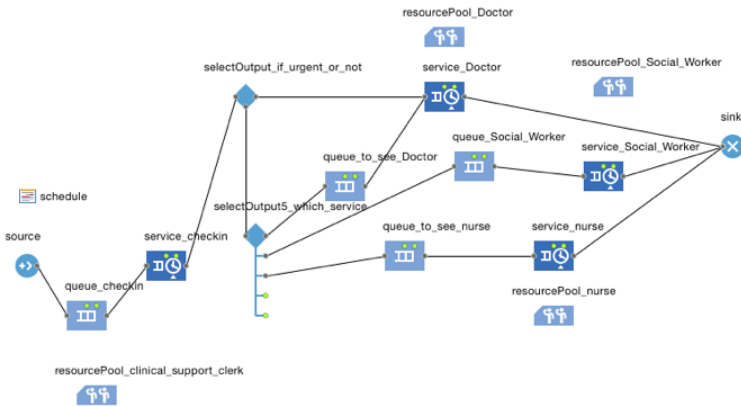 resourcePool_Doctor
selectOutput_if_urgent_or_not
service_Doctor
resourcePool_Social_Worker
sink
queue_Social_Worker
service_Social_Worker
queue_to_see_Doctor
schedule
selectOutput5_which_service
source
service_checkin
queue_to_see_nurse
service_nurse
queue_checkin
resourcePool_nurse
resourcePool_clinical_support_clerk